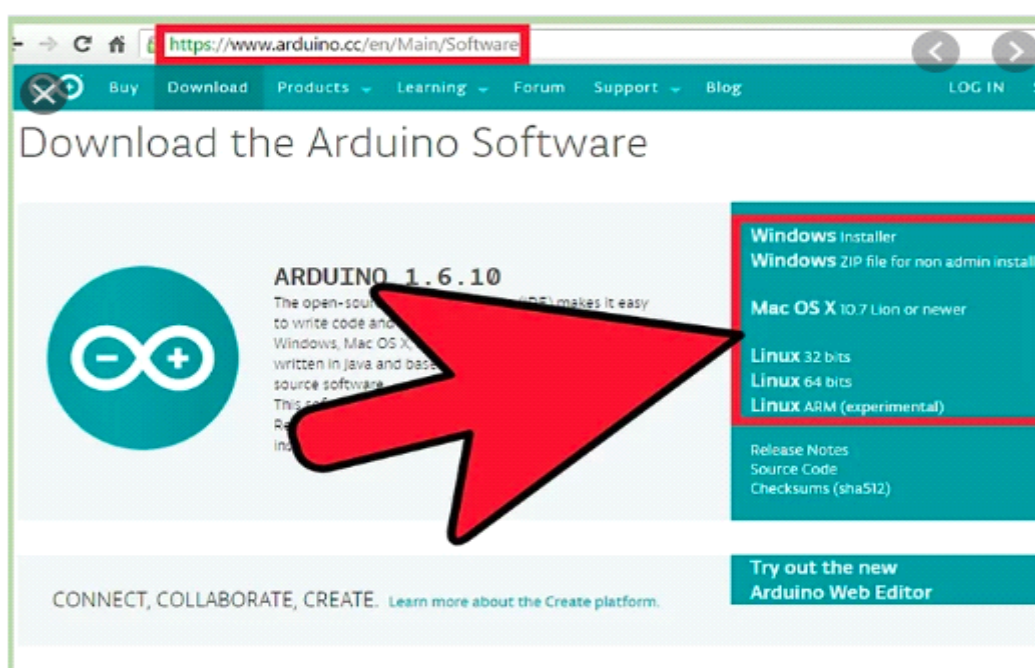 https://www.arduino.cc/en/Main/Software
Buy Download Products Learning Forum Support Blog LOG IN
Download the Arduino Software
ARDUINO 1.6.10
The open-sour (IDE) makes it easy
to write code and
Windows, Mac OS X,
written in Java and base
source software.
This
Windows Installer
Windows ZIP file for non admin install
Mac OS X 10.7 Lion or newer
Linux 32 bits
Linux 64 bits
Linux ARM (experimental)
Release Notes
Source Code
Checksums (sha512)
CONNECT, COLLABORATE, CREATE. Learn more about the Create platform.
Try out the new
Arduino Web Editor